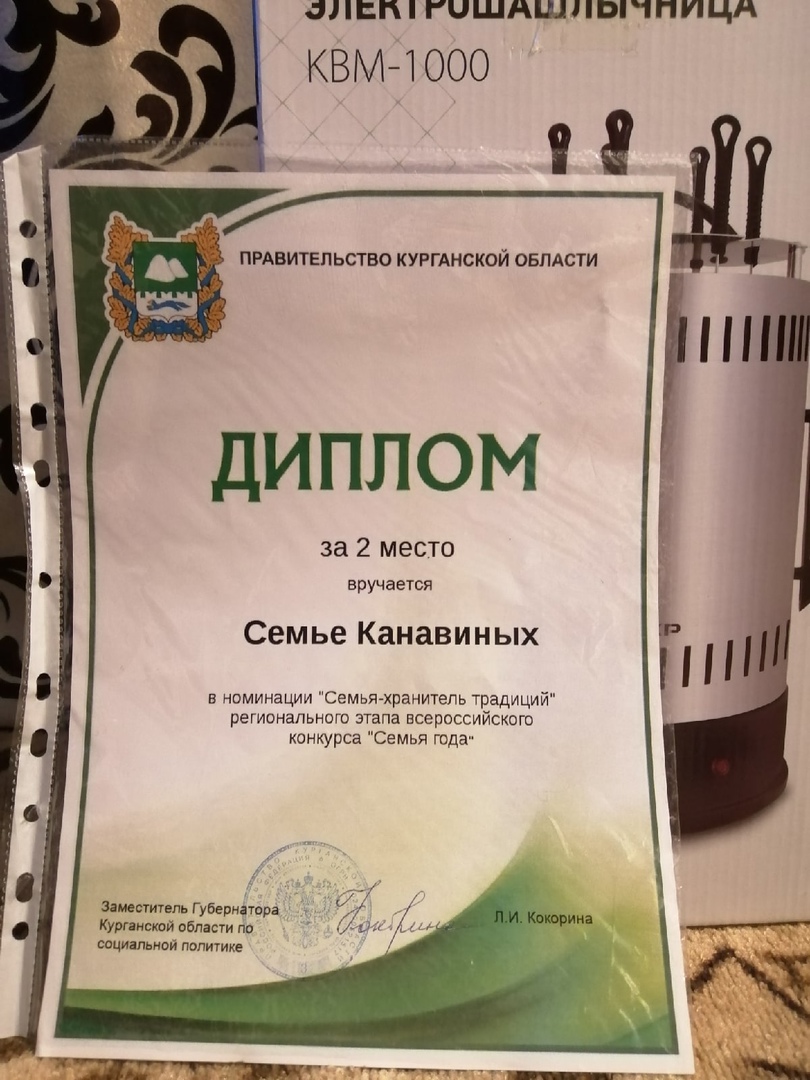 ЭЛЕКТРОШАШЛЫЧНИЦА
КВМ-1000
ПРАВИТЕЛЬСТВО КУРГАНСКОЙ ОБЛАСТИ
ДИПЛОМ
за 2 место
вручается
Семье Канавиных
в номинации "Семья-хранитель традиций"
регионального этапа всероссийского
конкурса "Семья года"
Заместитель Губернатора
Курганской области по
социальной политике
Л.И. Кокорина